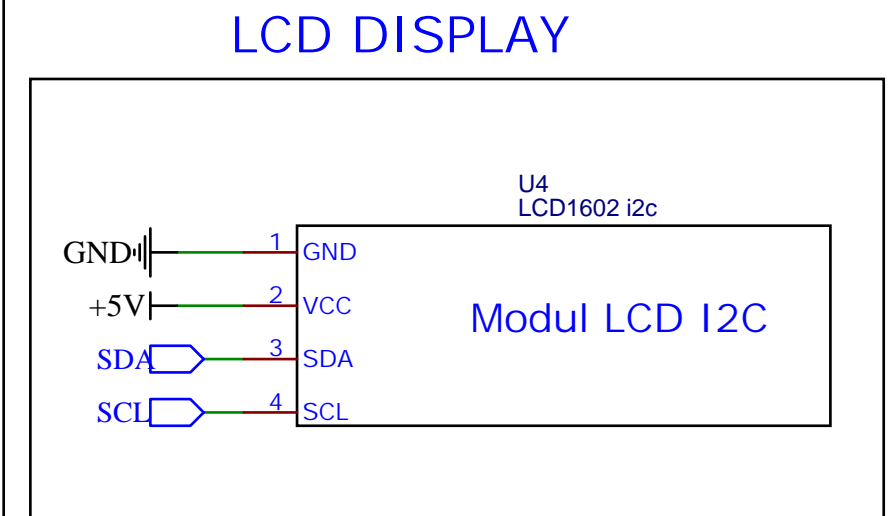 LCD DISPLAY
U4
LCD1602 i2c
GND 1 GND
+5V 2 VCC
Modul LCD I2C
SDA 3 SDA
SCL 4 SCL